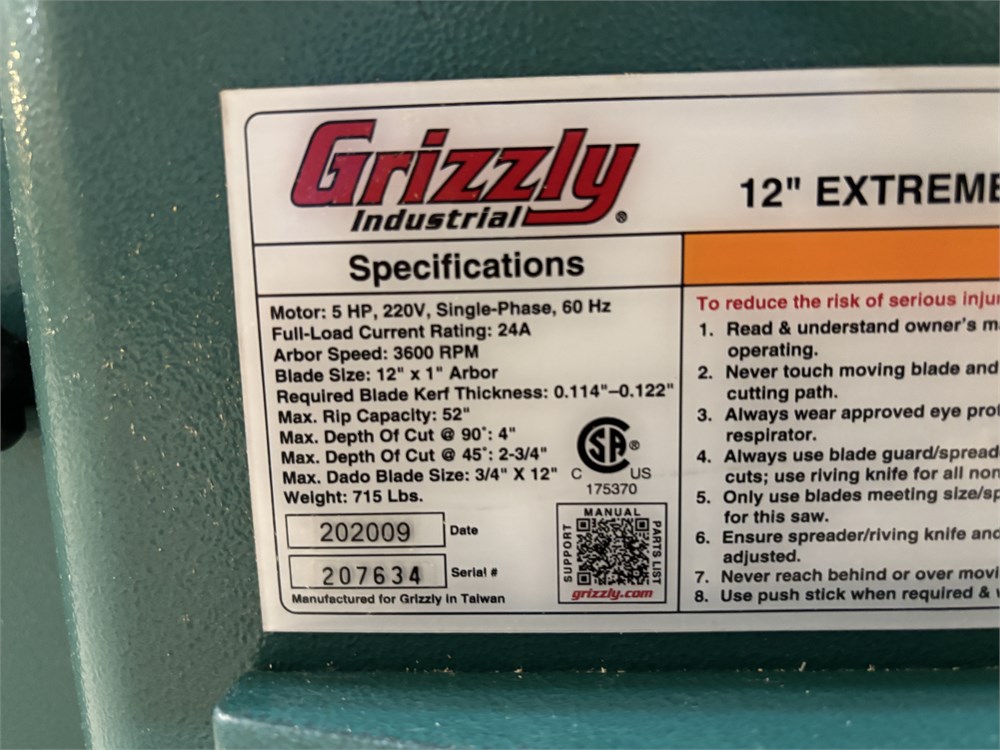 Grizzly
Industrial®
12" EXTREME
Specifications
Motor: 5 HP, 220V, Single-Phase, 60 Hz
Full-Load Current Rating: 24A
Arbor Speed: 3600 RPM
Blade Size: 12" x 1" Arbor
Required Blade Kerf Thickness: 0.114"–0.122"
Max. Rip Capacity: 52"
Max. Depth Of Cut @ 90°: 4"
Max. Depth Of Cut @ 45°: 2-3/4"
Max. Dado Blade Size: 3/4" X 12"
Weight: 715 Lbs.
SA®
C US
175370
202009 Date
207634 Serial #
Manufactured for Grizzly in Taiwan
MANUAL
SUPPORT
PARTS LIST
grizzly.com
To reduce the risk of serious injur
1. Read & understand owner's m
operating.
2. Never touch moving blade and
cutting path.
3. Always wear approved eye prot
respirator.
4. Always use blade guard/spread
cuts; use riving knife for all non
5. Only use blades meeting size/sp
for this saw.
6. Ensure spreader/riving knife and
adjusted.
7. Never reach behind or over movi
8. Use push stick when required &